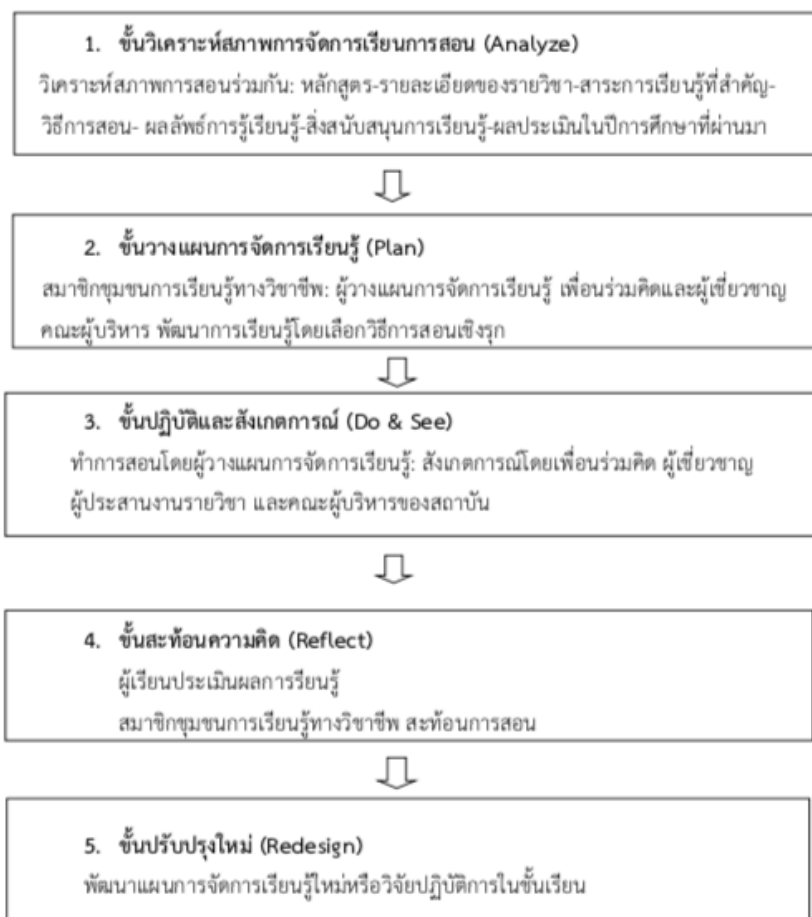 1. ขั้นวิเคราะห์สภาพการจัดการเรียนการสอน (Analyze)
วิเคราะห์สภาพการสอนร่วมกัน: หลักสูตร-รายละเอียดของรายวิชา-สาระการเรียนรู้ที่สำคัญ-
วิธีการสอน- ผลลัพธ์การรู้เรียนรู้-สิ่งสนับสนุนการเรียนรู้-ผลประเมินในปีการศึกษาที่ผ่านมา
2. ขั้นวางแผนการจัดการเรียนรู้ (Plan)
สมาชิกชุมชนการเรียนรู้ทางวิชาชีพ: ผู้วางแผนการจัดการเรียนรู้ เพื่อนร่วมคิดและผู้เชี่ยวชาญ
คณะผู้บริหาร พัฒนาการเรียนรู้โดยเลือกวิธีการสอนเชิงรุก
3. ขั้นปฏิบัติและสังเกตการณ์ (Do & See)
ทำการสอนโดยผู้วางแผนการจัดการเรียนรู้: สังเกตการณ์โดยเพื่อนร่วมคิด ผู้เชี่ยวชาญ
ผู้ประสานงานรายวิชา และคณะผู้บริหารของสถาบัน
4. ขั้นสะท้อนความคิด (Reflect)
ผู้เรียนประเมินผลการเรียนรู้
สมาชิกชุมชนการเรียนรู้ทางวิชาชีพ สะท้อนการสอน
5. ขั้นปรับปรุงใหม่ (Redesign)
พัฒนาแผนการจัดการเรียนรู้ใหม่หรือวิจัยปฏิบัติการในชั้นเรียน